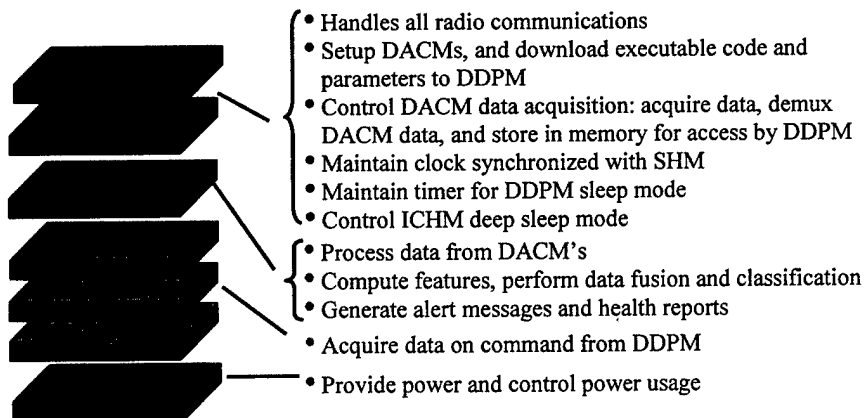 • Handles all radio communications
• Setup DACMs, and download executable code and
parameters to DDPM
• Control DACM data acquisition: acquire data, demux
DACM data, and store in memory for access by DDPM
• Maintain clock synchronized with SHM
• Maintain timer for DDPM sleep mode
• Control ICHM deep sleep mode
• Process data from DACM's
• Compute features, perform data fusion and classification
• Generate alert messages and health reports
• Acquire data on command from DDPM
• Provide power and control power usage